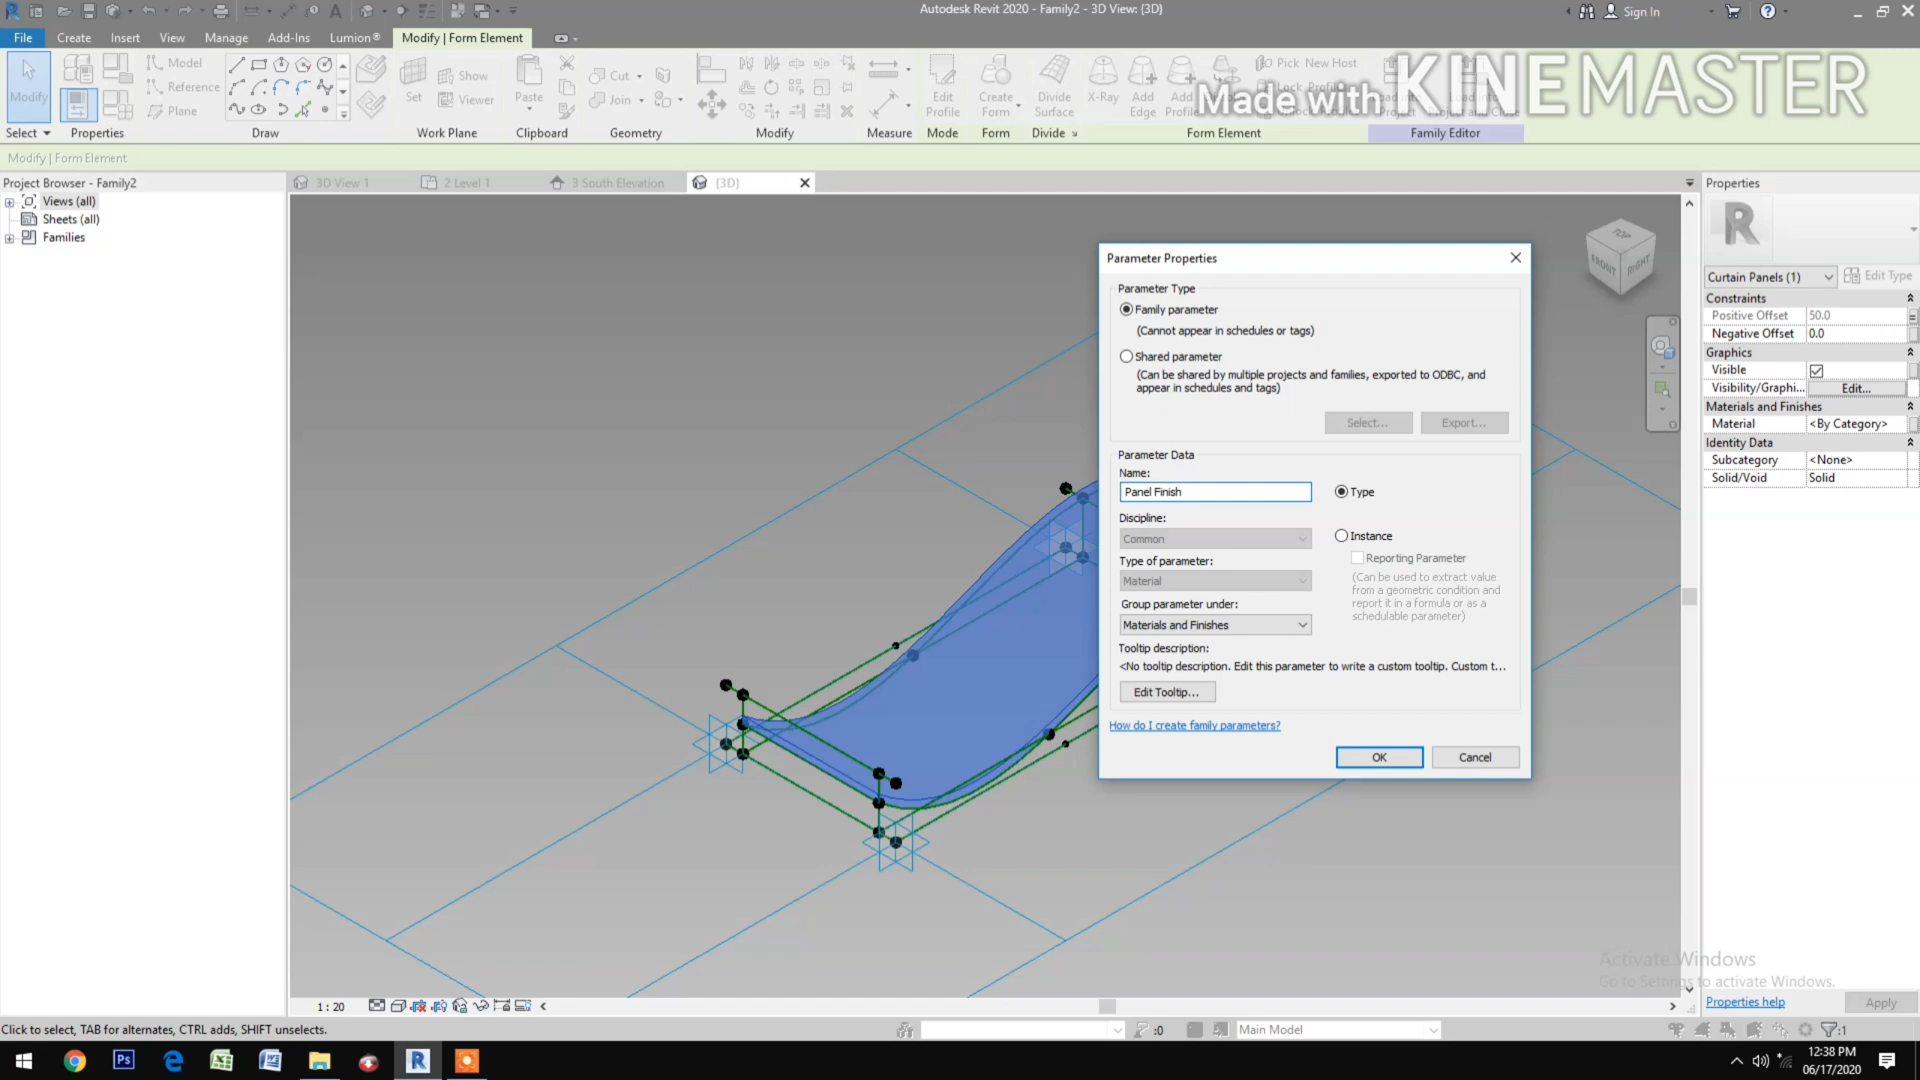 Autodesk Revit 2020 - Family2 - 3D View: {3D}
Sign In
File Create Insert View Manage Add-Ins Lumion® Add-Ins Modify | Form Element
Modify
Model
Reference
Plane
Set
Show
Viewer
Paste
Cut
Join
Edit Profile
Create Form
Divide Surface
X-Ray
Add Edge
Add Profile
Pick New Host
Made with KINEMASTER
Select Properties Draw Work Plane Clipboard Geometry Modify Measure Mode Form Divide Form Element Family Editor
Modify | Form Element
Project Browser - Family2
Views (all)
Sheets (all)
Families
3D View 1
2 Level 1
3 South Elevation
{3D}
TOP
FRONT
RIGHT
Parameter Properties
Parameter Type
Family parameter
(Cannot appear in schedules or tags)
Shared parameter
(Can be shared by multiple projects and families, exported to ODBC, and
appear in schedules and tags)
Select...
Export...
Parameter Data
Name:
Panel Finish
Type
Discipline:
Common
Instance
Reporting Parameter
Type of parameter:
Material
(Can be used to extract value
from a geometric condition and
report it in a formula or as a
schedulable parameter)
Group parameter under:
Materials and Finishes
Tooltip description:
<No tooltip description. Edit this parameter to write a custom tooltip. Custom t...
Edit Tooltip...
How do I create family parameters?
OK
Cancel
Properties
Curtain Panels (1)
Edit Type
Constraints
Positive Offset 50.0
Negative Offset 0.0
Graphics
Visible
Visibility/Graphi... Edit...
Materials and Finishes
Material <By Category>
Identity Data
Subcategory <None>
Solid/Void Solid
Activate Windows
Go to Settings to activate Windows.
Properties help
Apply
1 : 20
Click to select, TAB for alternates, CTRL adds, SHIFT unselects.
:0
Main Model
:1
12:38 PM
06/17/2020